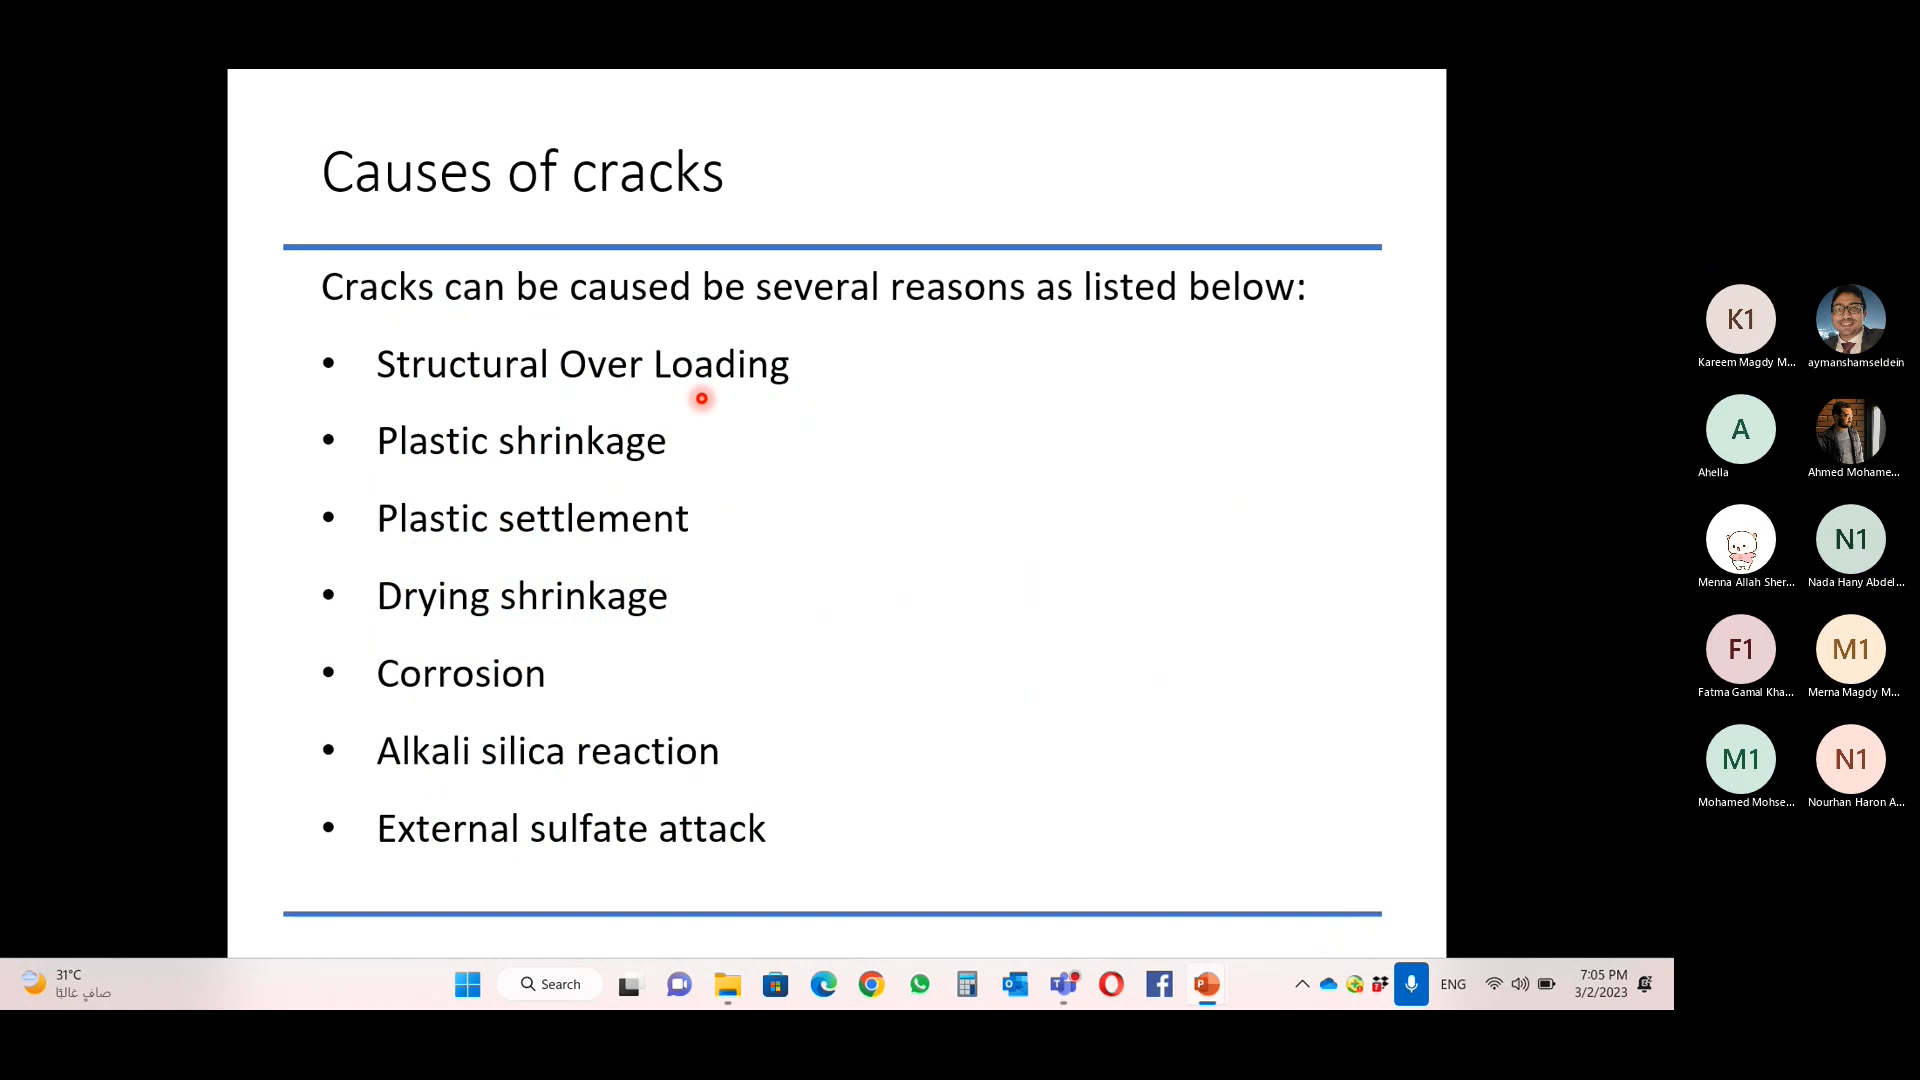 Causes of cracks
Cracks can be caused be several reasons as listed below:
• Structural Over Loading
• Plastic shrinkage
• Plastic settlement
• Drying shrinkage
• Corrosion
• Alkali silica reaction
• External sulfate attack
K1
Kareem Magdy M...
aymanshamseldein
A
Ahella
Ahmed Mohame...
Menna Allah Sher...
N1
Nada Hany Abdel...
F1
Fatma Gamal Kha...
M1
Merna Magdy M...
M1
Mohamed Mohse...
N1
Nourhan Haron A...
31°C
صافٍ غالبًا
Search
ENG
7:05 PM
3/2/2023